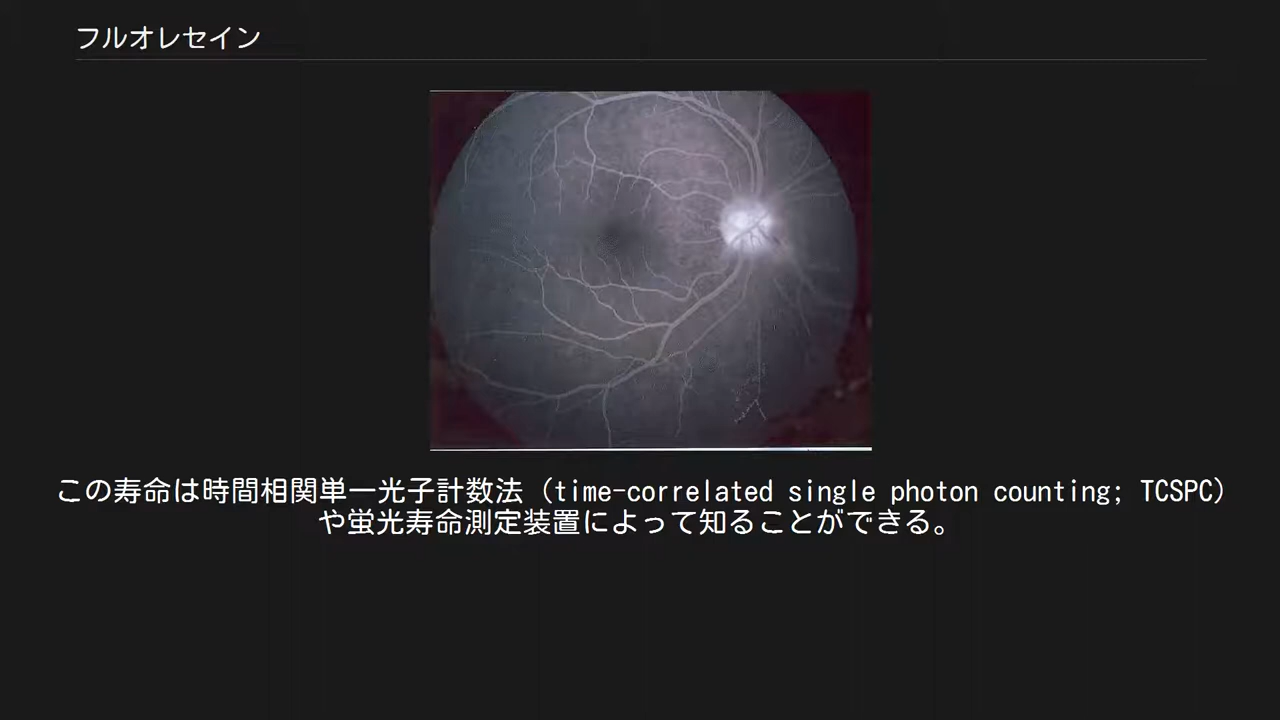 フルオレセイン
この寿命は時間相関単一光子計数法 (time-correlated single photon counting; TCSPC)
や蛍光寿命測定装置によって知ることができる。